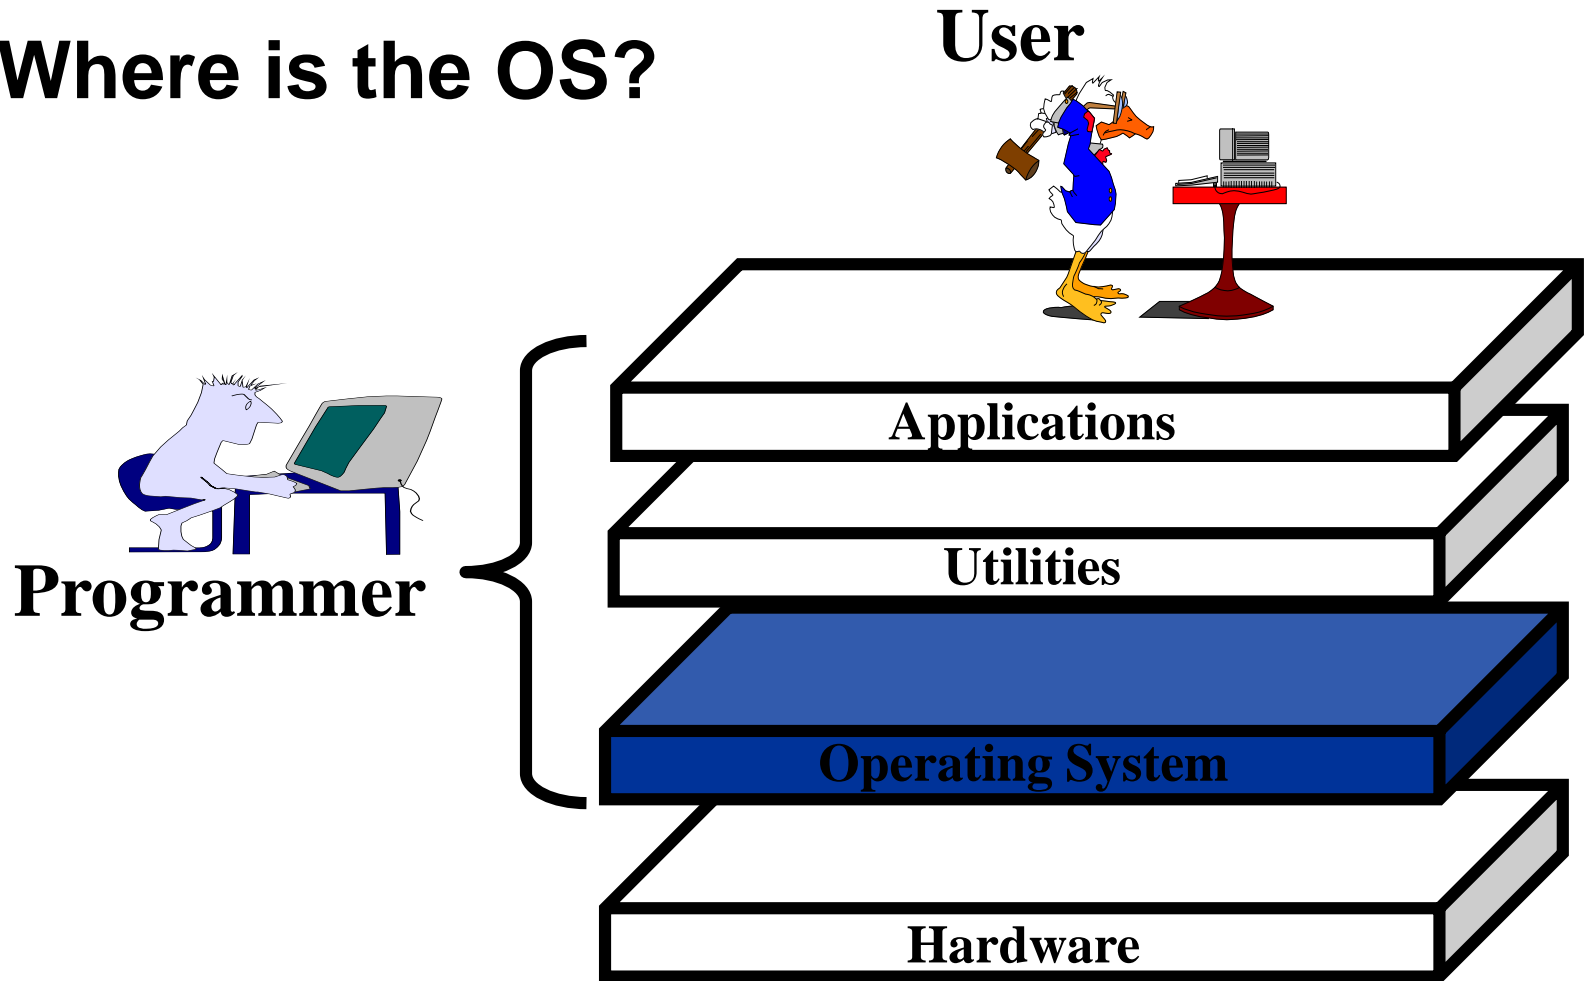 Where is the OS?
User
Applications
Programmer
Utilities
Operating System
Hardware